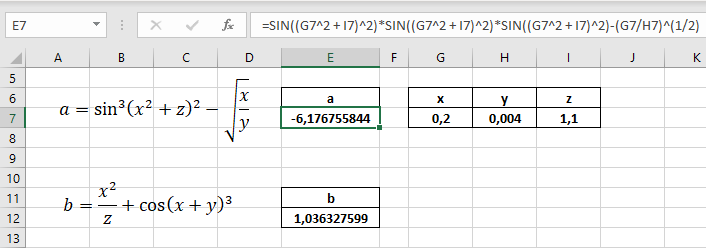 E7 fx =SIN((G7^2 + I7)^2)*SIN((G7^2 + I7)^2)*SIN((G7^2 + I7)^2)-(G7/H7)^(1/2)
A B C D E F G H I J K
5
6 a x y z
7 a = sin³(x² + z)² − √(x/y) -6,176755844 0,2 0,004 1,1
8
9
10
11 b
12 b = x²/z + cos(x + y)³ 1,036327599
13